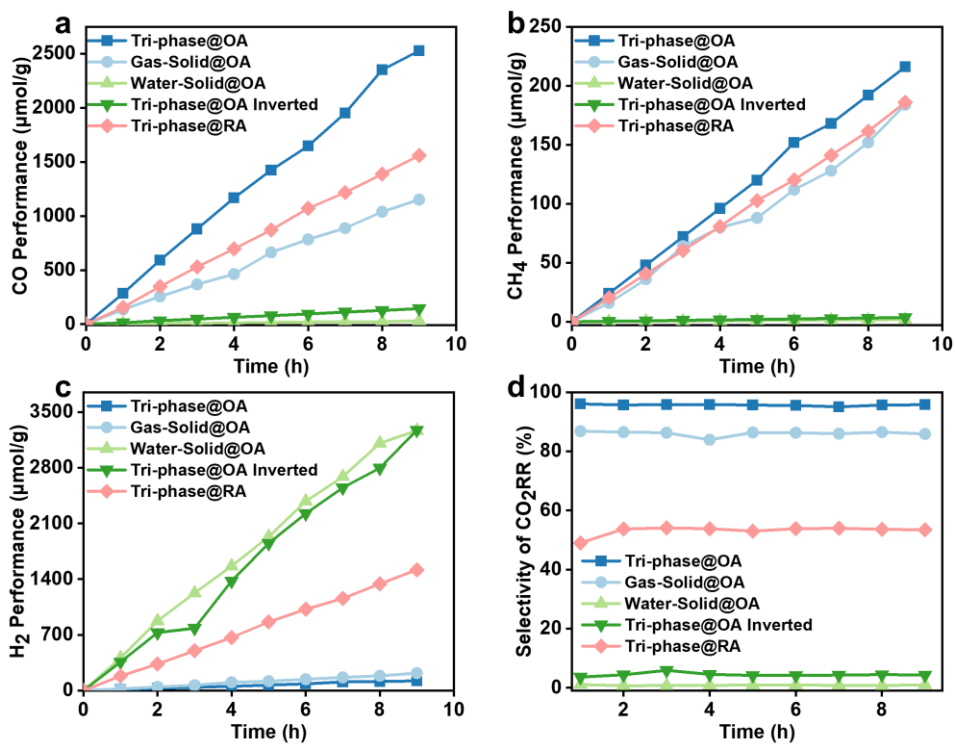 a
CO Performance (μmol/g)
2500
2000
1500
1000
500
0
Tri-phase@OA
Gas-Solid@OA
Water-Solid@OA
Tri-phase@OA Inverted
Tri-phase@RA
0 2 4 6 8 10
Time (h)
b
CH4 Performance (μmol/g)
250
200
150
100
50
0
Tri-phase@OA
Gas-Solid@OA
Water-Solid@OA
Tri-phase@OA Inverted
Tri-phase@RA
0 2 4 6 8 10
Time (h)
c
H2 Performance (μmol/g)
3500
2800
2100
1400
700
0
Tri-phase@OA
Gas-Solid@OA
Water-Solid@OA
Tri-phase@OA Inverted
Tri-phase@RA
0 2 4 6 8 10
Time (h)
d
Selectivity of CO2RR (%)
100
80
60
40
20
0
Tri-phase@OA
Gas-Solid@OA
Water-Solid@OA
Tri-phase@OA Inverted
Tri-phase@RA
2 4 6 8
Time (h)